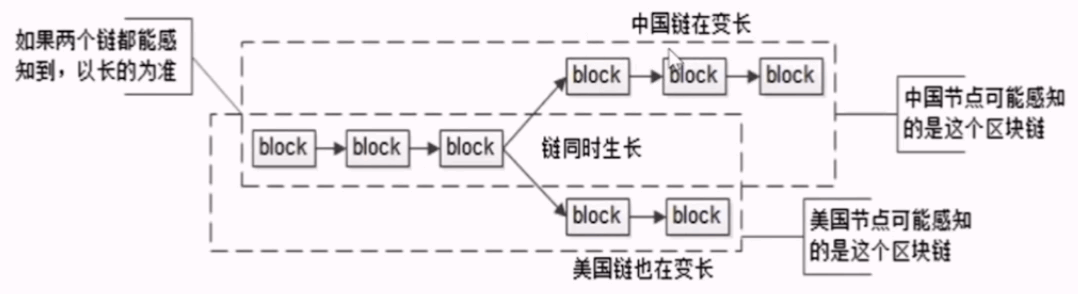 中国链在变长
如果两个链都能感
知到，以长的为准
block
block
block
中国节点可能感知
的是这个区块链
block
block
block
链同时生长
block
block
美国节点可能感知
的是这个区块链
美国链也在变长